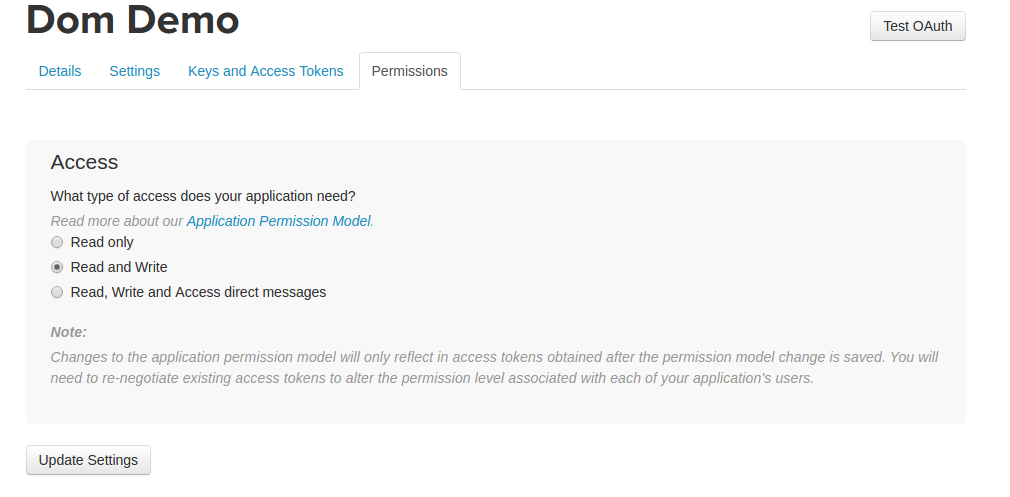 Dom Demo
Test OAuth
Details Settings Keys and Access Tokens Permissions
Access
What type of access does your application need?
Read more about our Application Permission Model.
Read only
Read and Write
Read, Write and Access direct messages
Note:
Changes to the application permission model will only reflect in access tokens obtained after the permission model change is saved. You will
need to re-negotiate existing access tokens to alter the permission level associated with each of your application's users.
Update Settings